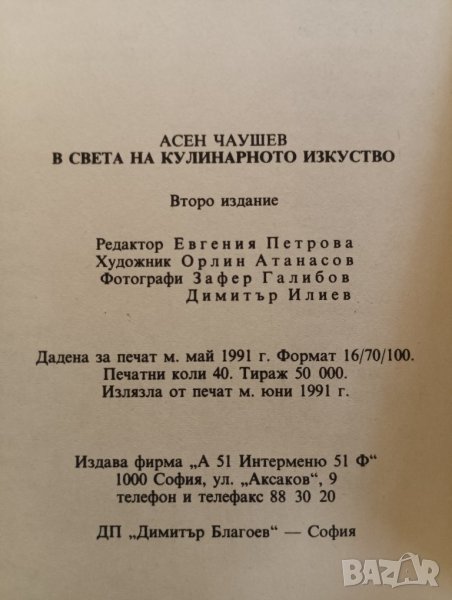 АСЕН ЧАУШЕВ
В СВЕТА НА КУЛИНАРНОТО ИЗКУСТВО
Второ издание
Редактор Евгения Петрова
Художник Орлин Атанасов
Фотографи Зафер Галибов
Димитър Илиев
Дадена за печат м. май 1991 г. Формат 16/70/100.
Печатни коли 40. Тираж 50 000.
Излязла от печат м. юни 1991 г.
Издава фирма „А 51 Интерменю 51 Ф“
1000 София, ул. „Аксаков“, 9
телефон и телефакс 88 30 20
ДП „Димитър Благоев“ — София
BAZAR